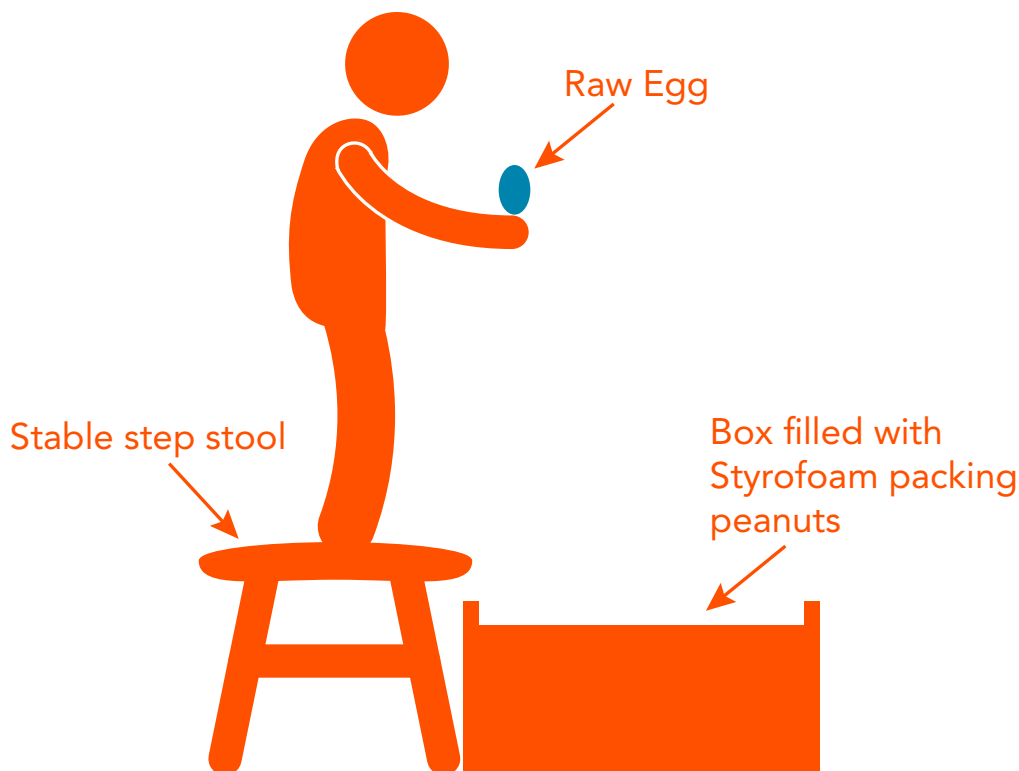 Raw Egg
Stable step stool
Box filled with
Styrofoam packing
peanuts